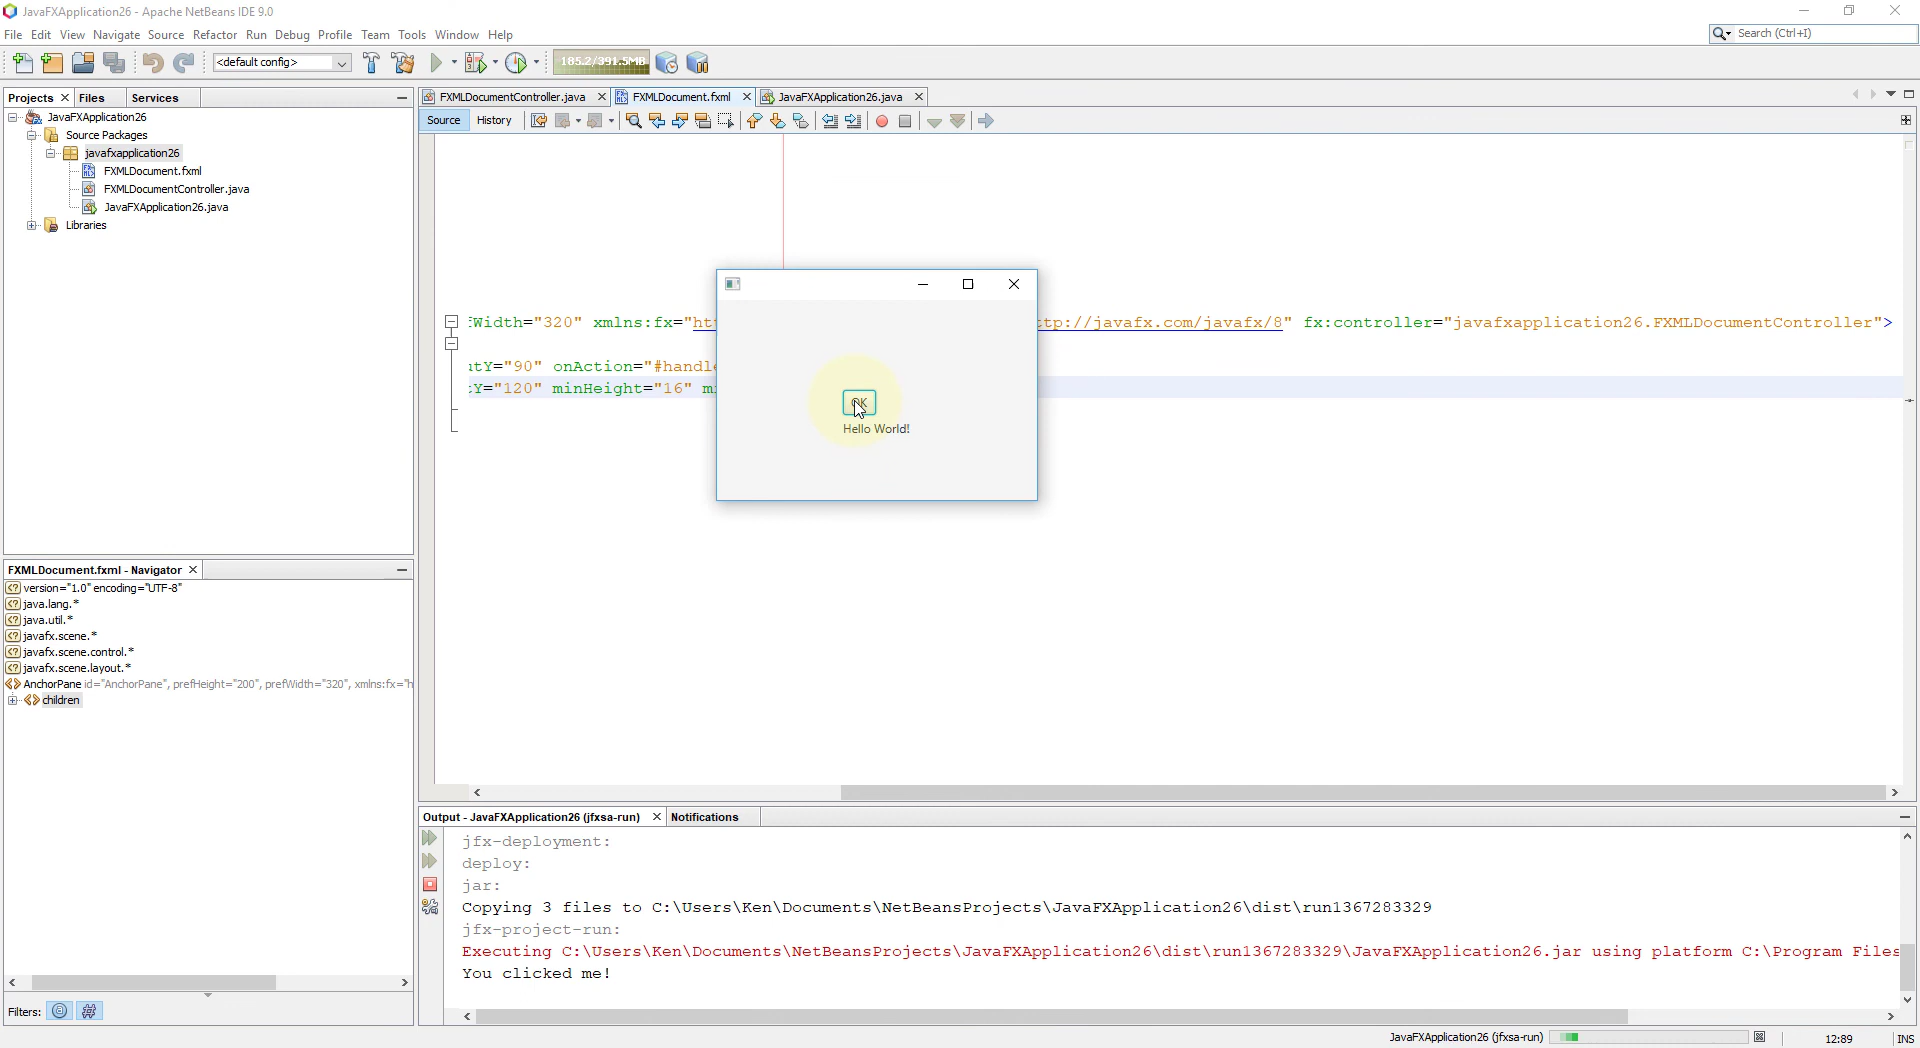 JavaFXApplication26 - Apache NetBeans IDE 9.0
File Edit View Navigate Source Refactor Run Debug Profile Team Tools Window Help
Search (Ctrl+I)
<default config>
185.2/391.5MB
Projects Files Services
FXMLDocumentController.java FXMLDocument.fxml JavaFXApplication26.java
Source History
JavaFXApplication26
Source Packages
javafxapplication26
FXMLDocument.fxml
FXMLDocumentController.java
JavaFXApplication26.java
Libraries
Width="320" xmlns:fx="ht tp://javafx.com/javafx/8" fx:controller="javafxapplication26.FXMLDocumentController">
utY="90" onAction="#handle
tY="120" minHeight="16" m
OK
Hello World!
FXMLDocument.fxml - Navigator
version="1.0" encoding="UTF-8"
java.lang.*
java.util.*
javafx.scene.*
javafx.scene.control.*
javafx.scene.layout.*
AnchorPane id="AnchorPane", prefHeight="200", prefWidth="320", xmlns:fx="h
children
Filters:
Output - JavaFXApplication26 (jfxsa-run) Notifications
jfx-deployment:
deploy:
jar:
Copying 3 files to C:\Users\Ken\Documents\NetBeansProjects\JavaFXApplication26\dist\run1367283329
jfx-project-run:
Executing C:\Users\Ken\Documents\NetBeansProjects\JavaFXApplication26\dist\run1367283329\JavaFXApplication26.jar using platform C:\Program Files
You clicked me!
JavaFXApplication26 (jfxsa-run) 12:89 INS